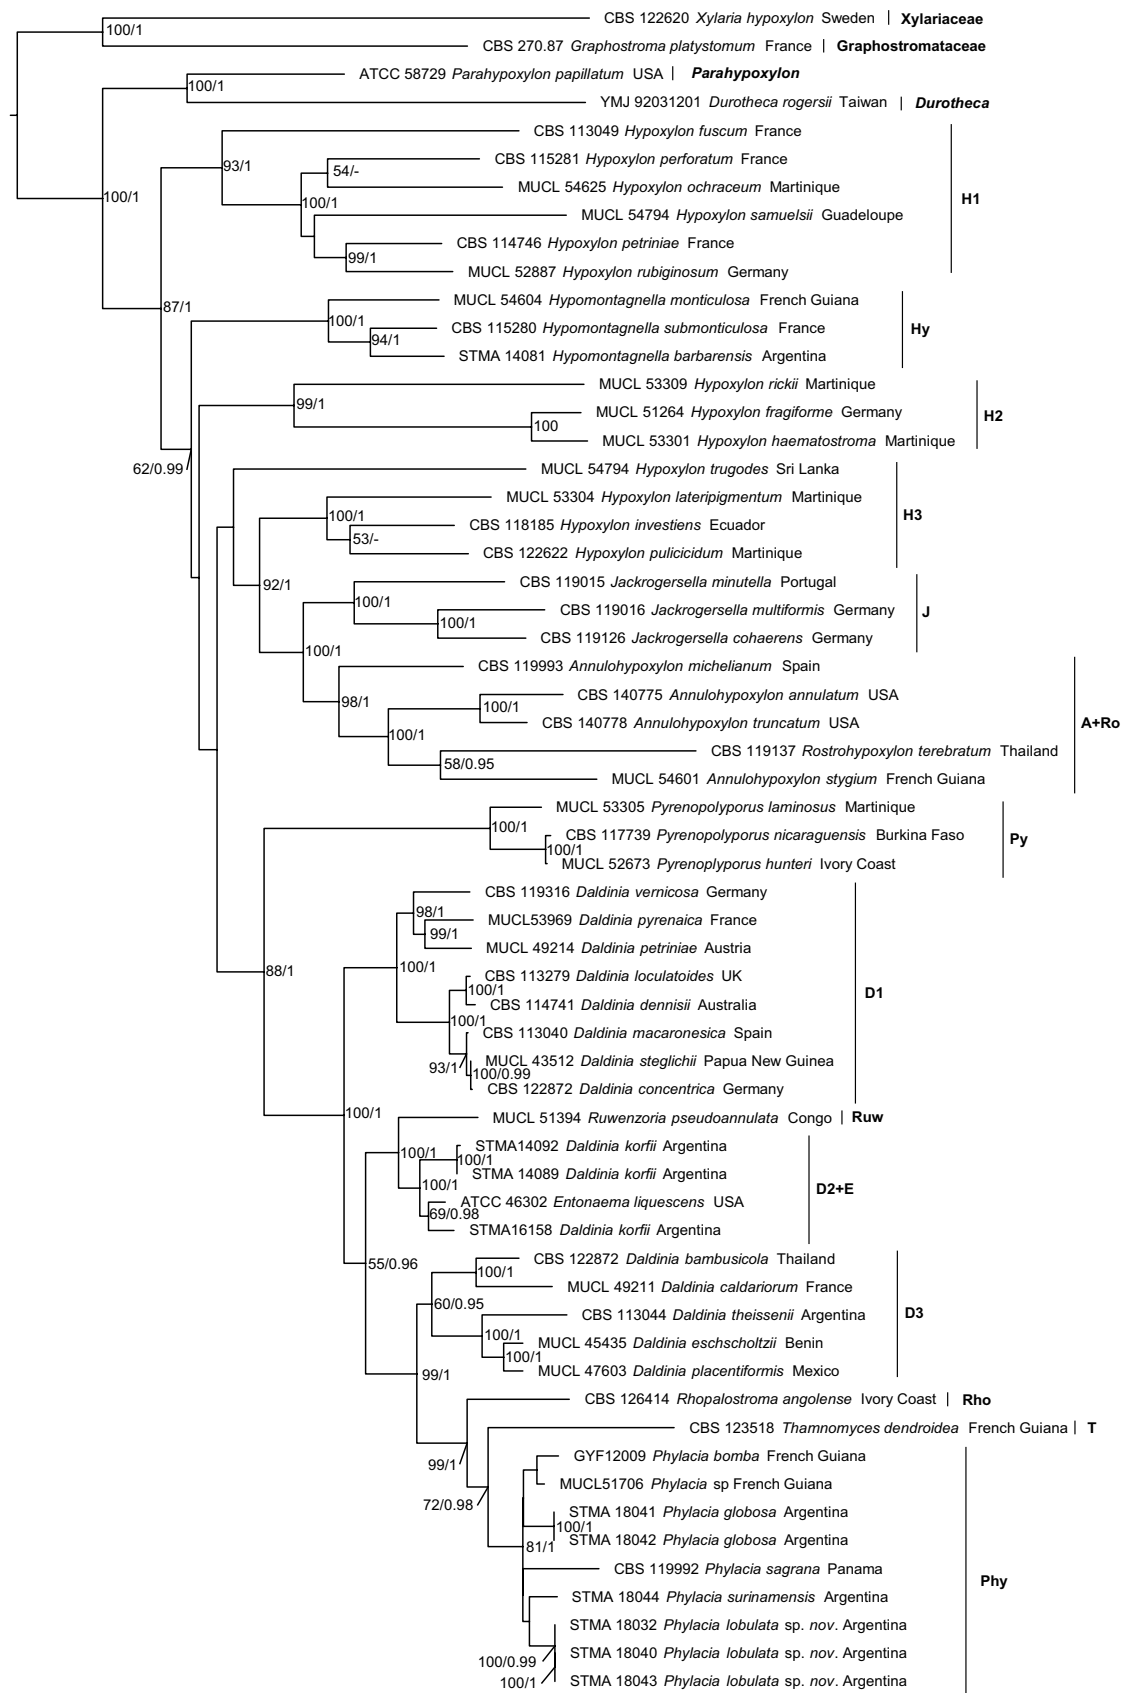 CBS 122620 Xylaria hypoxylon Sweden | Xylariaceae
100/1
CBS 270.87 Graphostroma platystomum France | Graphostromataceae
ATCC 58729 Parahypoxylon papillatum USA | Parahypoxylon
100/1
YMJ 92031201 Durotheca rogersii Taiwan | Durotheca
CBS 113049 Hypoxylon fuscum France
CBS 115281 Hypoxylon perforatum France
93/1
54/-
MUCL 54625 Hypoxylon ochraceum Martinique
100/1
100/1
H1
MUCL 54794 Hypoxylon samuelsii Guadeloupe
CBS 114746 Hypoxylon petriniae France
99/1
MUCL 52887 Hypoxylon rubiginosum Germany
MUCL 54604 Hypomontagnella monticulosa French Guiana
87/1
100/1
CBS 115280 Hypomontagnella submonticulosa France
Hy
94/1
STMA 14081 Hypomontagnella barbarensis Argentina
MUCL 53309 Hypoxylon rickii Martinique
99/1
MUCL 51264 Hypoxylon fragiforme Germany
H2
100
MUCL 53301 Hypoxylon haematostroma Martinique
62/0.99
MUCL 54794 Hypoxylon trugodes Sri Lanka
MUCL 53304 Hypoxylon lateripigmentum Martinique
100/1
H3
CBS 118185 Hypoxylon investiens Ecuador
53/-
CBS 122622 Hypoxylon pulicicidum Martinique
92/1
CBS 119015 Jackrogersella minutella Portugal
100/1
CBS 119016 Jackrogersella multiformis Germany
J
100/1
CBS 119126 Jackrogersella cohaerens Germany
100/1
CBS 119993 Annulohypoxylon michelianum Spain
CBS 140775 Annulohypoxylon annulatum USA
98/1
100/1
CBS 140778 Annulohypoxylon truncatum USA
A+Ro
100/1
CBS 119137 Rostrohypoxylon terebratum Thailand
58/0.95
MUCL 54601 Annulohypoxylon stygium French Guiana
MUCL 53305 Pyrenopolyporus laminosus Martinique
100/1
CBS 117739 Pyrenopolyporus nicaraguensis Burkina Faso
Py
100/1
MUCL 52673 Pyrenoplyporus hunteri Ivory Coast
CBS 119316 Daldinia vernicosa Germany
98/1
MUCL53969 Daldinia pyrenaica France
99/1
MUCL 49214 Daldinia petriniae Austria
88/1
100/1
CBS 113279 Daldinia loculatoides UK
100/1
D1
CBS 114741 Daldinia dennisii Australia
100/1
CBS 113040 Daldinia macaronesica Spain
MUCL 43512 Daldinia steglichii Papua New Guinea
93/1
100/0.99
CBS 122872 Daldinia concentrica Germany
100/1
MUCL 51394 Ruwenzoria pseudoannulata Congo | Ruw
STMA14092 Daldinia korfii Argentina
100/1
100/1
STMA 14089 Daldinia korfii Argentina
100/1
D2+E
ATCC 46302 Entonaema liquescens USA
69/0.98
STMA16158 Daldinia korfii Argentina
55/0.96
CBS 122872 Daldinia bambusicola Thailand
100/1
MUCL 49211 Daldinia caldariorum France
60/0.95
CBS 113044 Daldinia theissenii Argentina
D3
100/1
MUCL 45435 Daldinia eschscholtzii Benin
100/1
MUCL 47603 Daldinia placentiformis Mexico
99/1
CBS 126414 Rhopalostroma angolense Ivory Coast | Rho
CBS 123518 Thamnomyces dendroidea French Guiana | T
99/1
GYF12009 Phylacia bomba French Guiana
MUCL51706 Phylacia sp French Guiana
72/0.98
STMA 18041 Phylacia globosa Argentina
100/1
STMA 18042 Phylacia globosa Argentina
81/1
CBS 119992 Phylacia sagrana Panama
Phy
STMA 18044 Phylacia surinamensis Argentina
STMA 18032 Phylacia lobulata sp. nov. Argentina
STMA 18040 Phylacia lobulata sp. nov. Argentina
100/0.99
STMA 18043 Phylacia lobulata sp. nov. Argentina
100/1